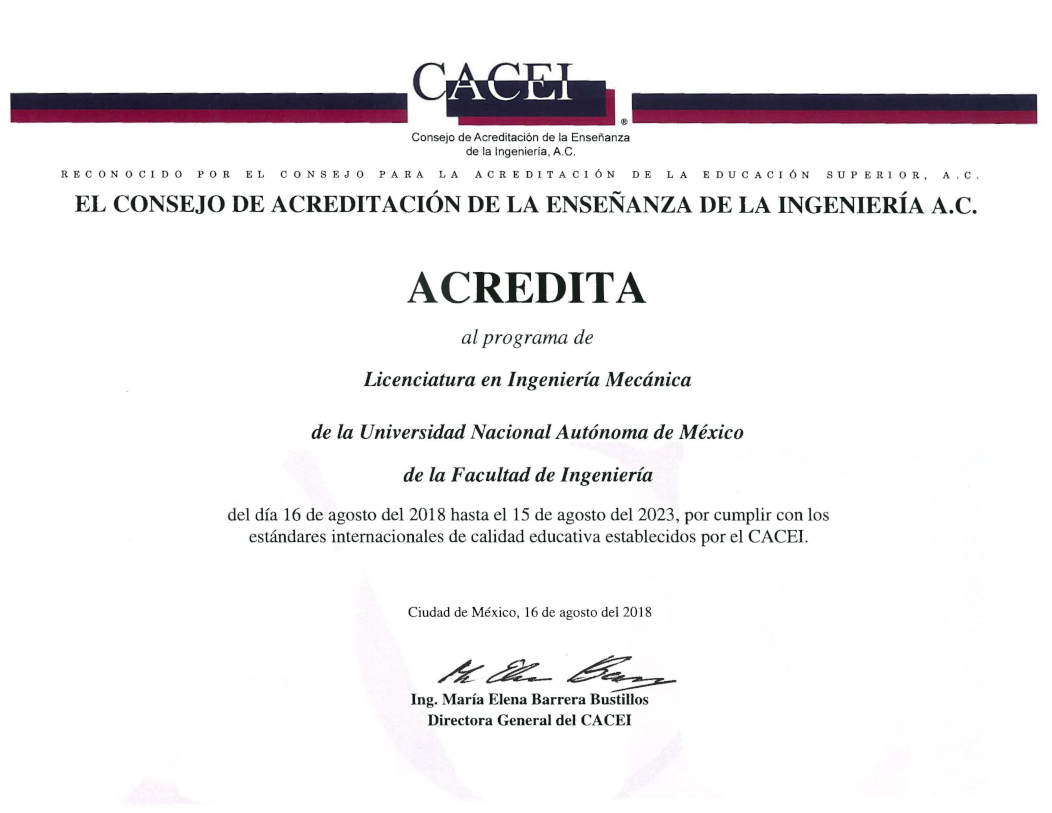 CACEI
®
Consejo de Acreditación de la Enseñanza
de la Ingeniería, A.C.
RECONOCIDO POR EL CONSEJO PARA LA ACREDITACIÓN DE LA EDUCACIÓN SUPERIOR, A.C.
EL CONSEJO DE ACREDITACIÓN DE LA ENSEÑANZA DE LA INGENIERÍA A.C.
ACREDITA
al programa de
Licenciatura en Ingeniería Mecánica
de la Universidad Nacional Autónoma de México
de la Facultad de Ingeniería
del día 16 de agosto del 2018 hasta el 15 de agosto del 2023, por cumplir con los
estándares internacionales de calidad educativa establecidos por el CACEI.
Ciudad de México, 16 de agosto del 2018
Ing. María Elena Barrera Bustillos
Directora General del CACEI